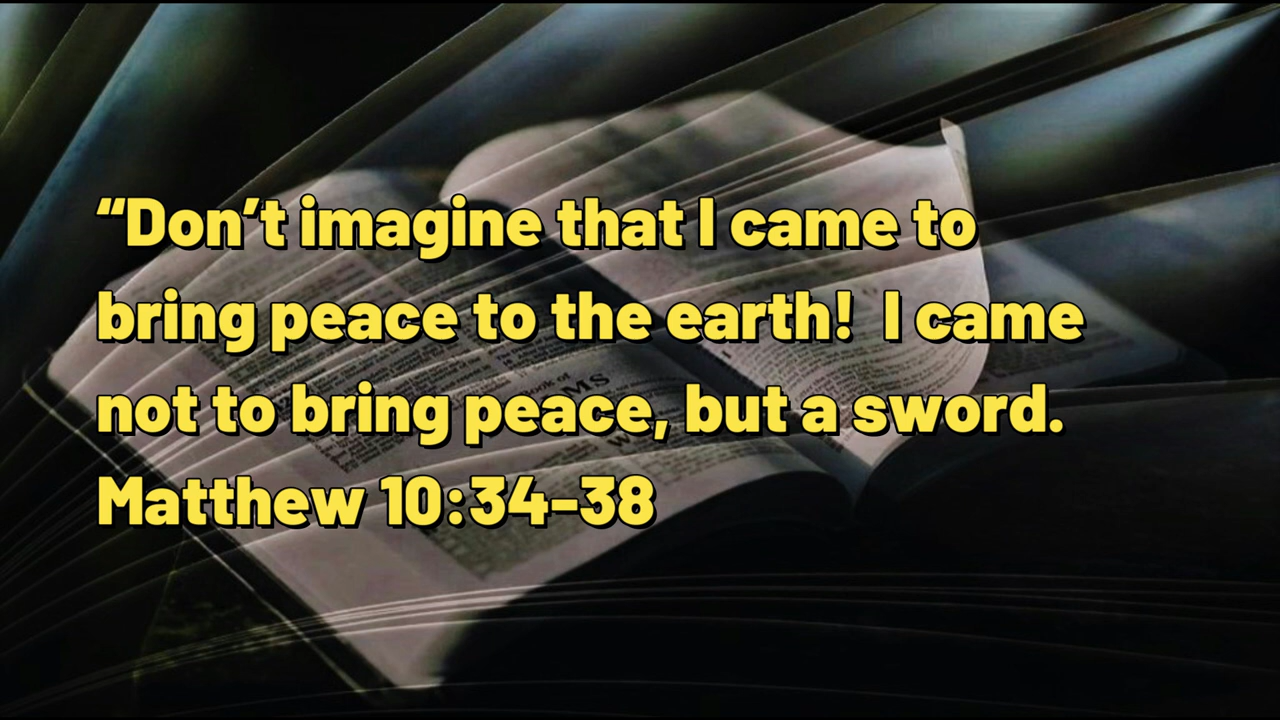 “Don’t imagine that I came to
bring peace to the earth!  I came
not to bring peace, but a sword.
Matthew 10:34-38